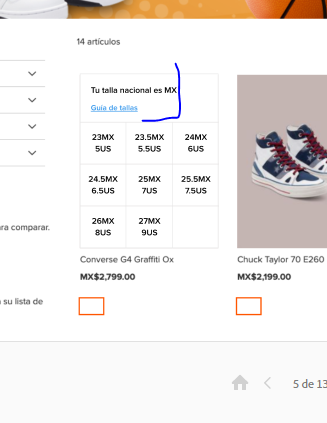 14 artículos
Tu talla nacional es MX
Guía de tallas
23MX 23.5MX 24MX
5US 5.5US 6US
24.5MX 25MX 25.5MX
6.5US 7US 7.5US
26MX 27MX
8US 9US
ara comparar.
Converse G4 Graffiti Ox
Chuck Taylor 70 E260
MX$2,799.00
MX$2,199.00
su lista de
5 de 13